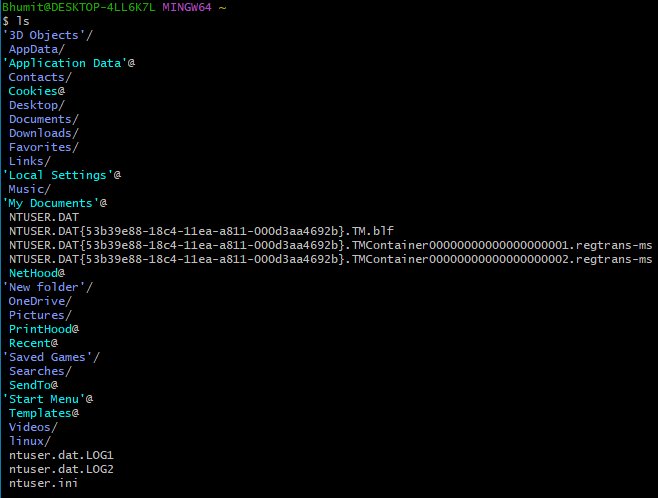 Bhumit@DESKTOP-4LL6K7L MINGW64 ~
$ ls
'3D Objects'/
AppData/
'Application Data'@
Contacts/
Cookies@
Desktop/
Documents/
Downloads/
Favorites/
Links/
'Local Settings'@
Music/
'My Documents'@
NTUSER.DAT
NTUSER.DAT{53b39e88-18c4-11ea-a811-000d3aa4692b}.TM.blf
NTUSER.DAT{53b39e88-18c4-11ea-a811-000d3aa4692b}.TMContainer00000000000000000001.regtrans-ms
NTUSER.DAT{53b39e88-18c4-11ea-a811-000d3aa4692b}.TMContainer00000000000000000002.regtrans-ms
NetHood@
'New folder'/
OneDrive/
Pictures/
PrintHood@
Recent@
'Saved Games'/
Searches/
SendTo@
'Start Menu'@
Templates@
Videos/
linux/
ntuser.dat.LOG1
ntuser.dat.LOG2
ntuser.ini